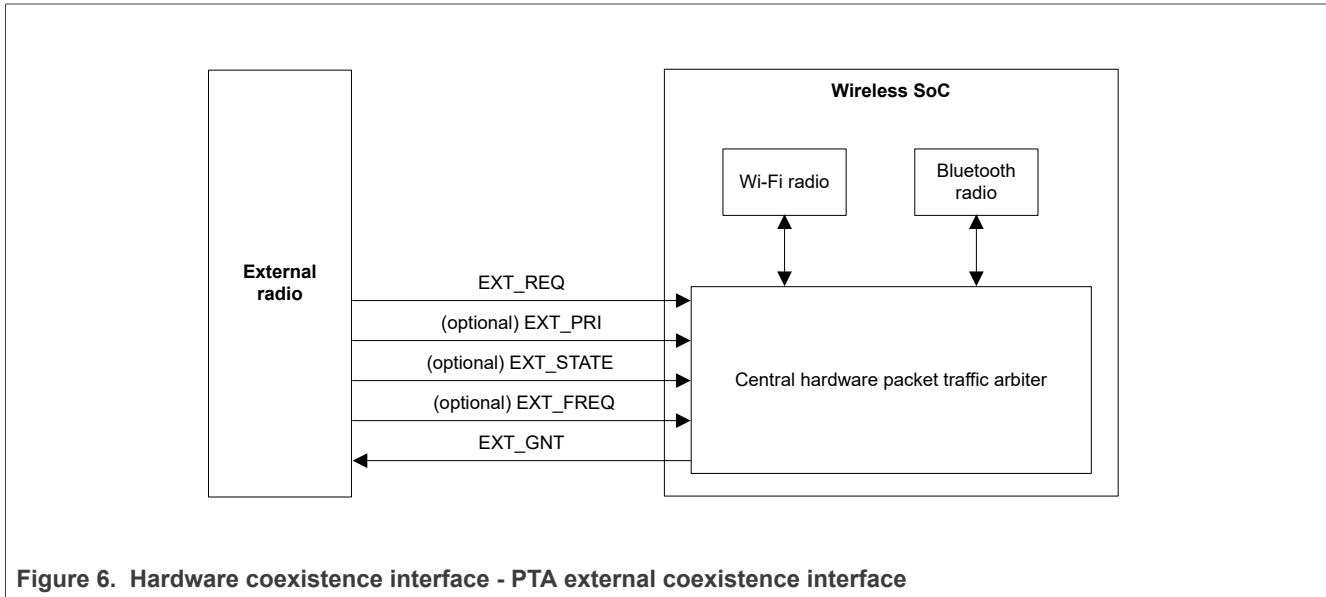 Wireless SoC
Wi-Fi radio
Bluetooth
radio
External
radio
EXT_REQ
(optional) EXT_PRI
(optional) EXT_STATE
(optional) EXT_FREQ
EXT_GNT
Central hardware packet traffic arbiter
Figure 6. Hardware coexistence interface - PTA external coexistence interface